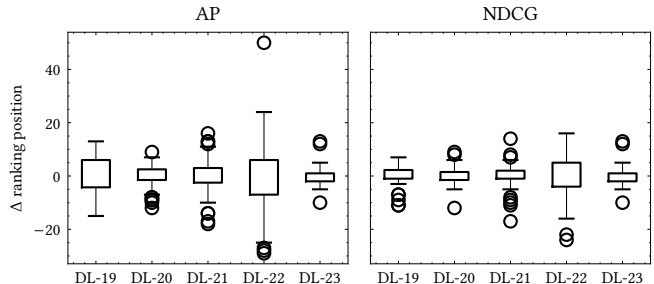 AP
NDCG
Δ ranking position
40
20
0
−20
DL-19 DL-20 DL-21 DL-22 DL-23
DL-19 DL-20 DL-21 DL-22 DL-23